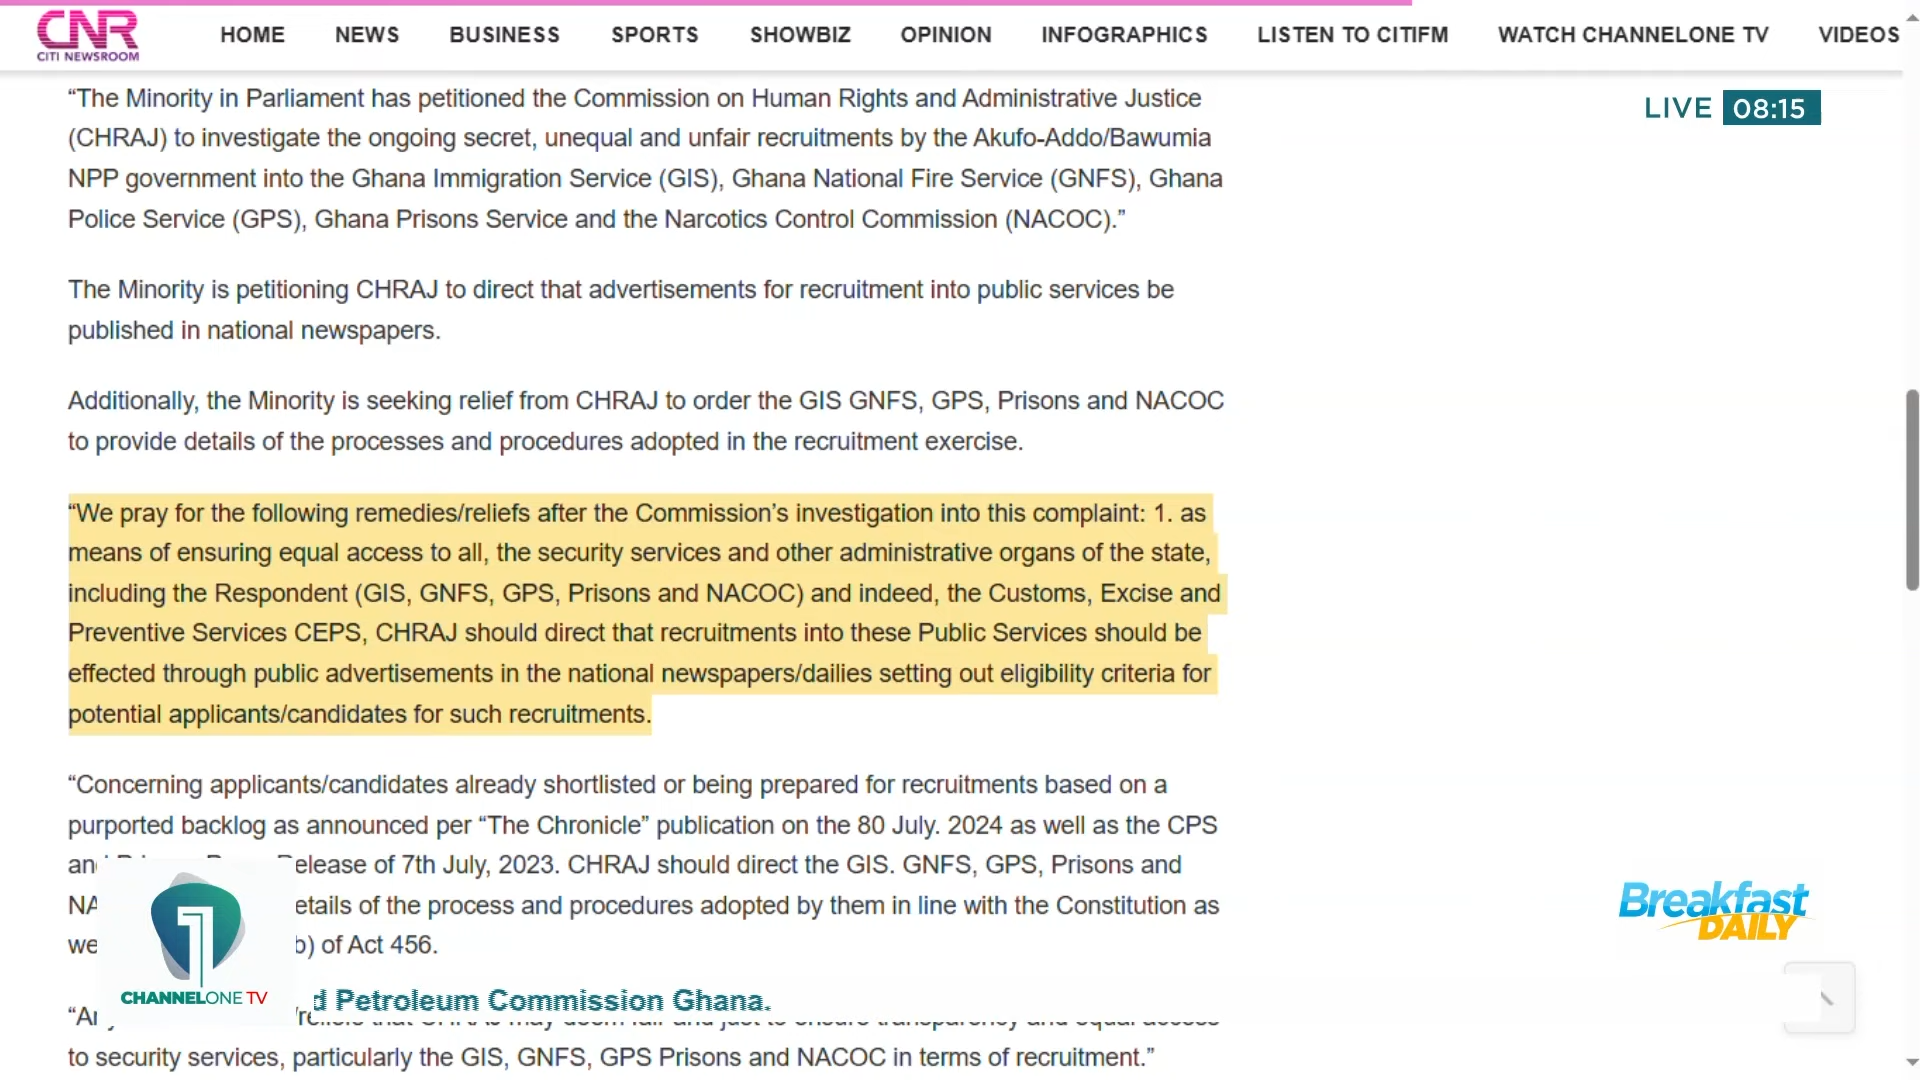 CNR
CITI NEWSROOM
HOME NEWS BUSINESS SPORTS SHOWBIZ OPINION INFOGRAPHICS LISTEN TO CITIFM WATCH CHANNELONE TV VIDEOS
LIVE 08:15
“The Minority in Parliament has petitioned the Commission on Human Rights and Administrative Justice
(CHRAJ) to investigate the ongoing secret, unequal and unfair recruitments by the Akufo-Addo/Bawumia
NPP government into the Ghana Immigration Service (GIS), Ghana National Fire Service (GNFS), Ghana
Police Service (GPS), Ghana Prisons Service and the Narcotics Control Commission (NACOC).”
The Minority is petitioning CHRAJ to direct that advertisements for recruitment into public services be
published in national newspapers.
Additionally, the Minority is seeking relief from CHRAJ to order the GIS GNFS, GPS, Prisons and NACOC
to provide details of the processes and procedures adopted in the recruitment exercise.
“We pray for the following remedies/reliefs after the Commission’s investigation into this complaint: 1. as
means of ensuring equal access to all, the security services and other administrative organs of the state,
including the Respondent (GIS, GNFS, GPS, Prisons and NACOC) and indeed, the Customs, Excise and
Preventive Services CEPS, CHRAJ should direct that recruitments into these Public Services should be
effected through public advertisements in the national newspapers/dailies setting out eligibility criteria for
potential applicants/candidates for such recruitments.
“Concerning applicants/candidates already shortlisted or being prepared for recruitments based on a
purported backlog as announced per “The Chronicle” publication on the 80 July. 2024 as well as the CPS
elease of 7th July, 2023. CHRAJ should direct the GIS. GNFS, GPS, Prisons and
etails of the process and procedures adopted by them in line with the Constitution as
b) of Act 456.
to security services, particularly the GIS, GNFS, GPS Prisons and NACOC in terms of recruitment.”
1
CHANNELONE TV
d Petroleum Commission Ghana.
Breakfast
DAILY